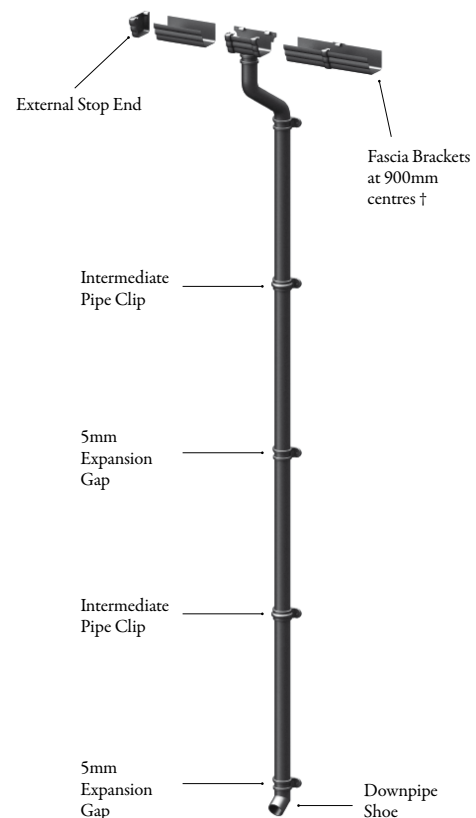 External Stop End
Fascia Brackets
at 900mm
centres †
Intermediate
Pipe Clip
5mm
Expansion
Gap
Intermediate
Pipe Clip
5mm
Expansion
Gap
Downpipe
Shoe